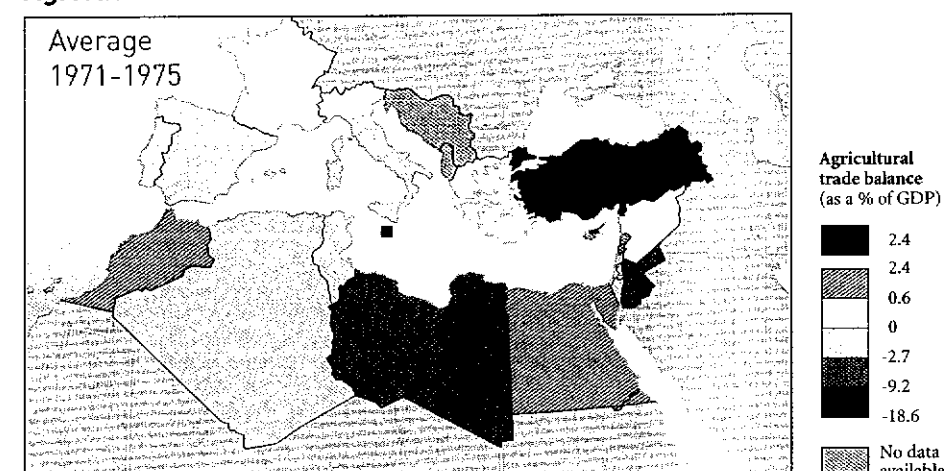 Average
1971-1975
Agricultural
trade balance
(as a % of GDP)
2.4
2.4
0.6
0
-2.7
-9.2
-18.6
No data
available